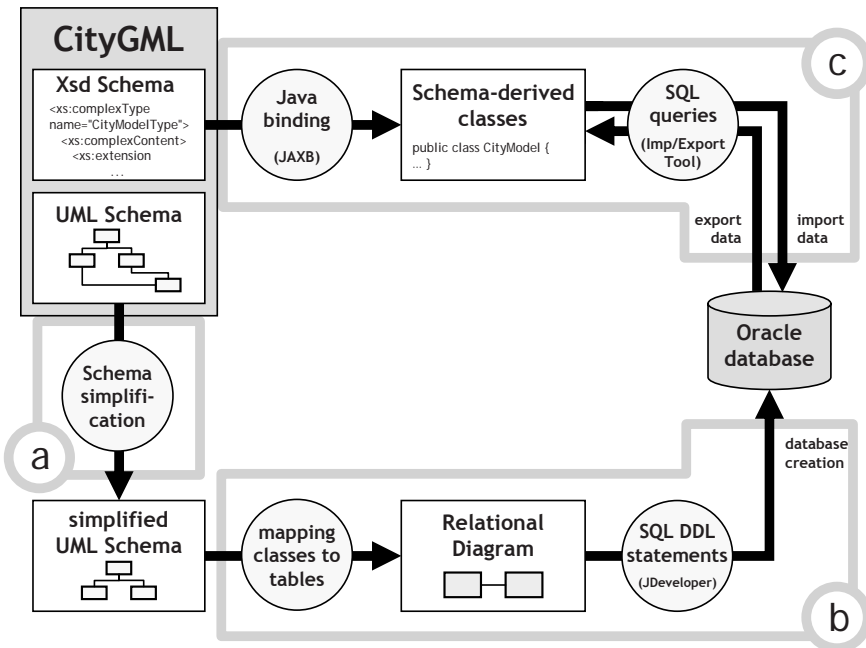 CityGML
c
Xsd Schema
<xs:complexType
name="CityModelType">
<xs:complexContent>
<xs:extension
...
Java
binding
(JAXB)
Schema-derived
classes
public class CityModel {
... }
SQL
queries
(Imp/Export
Tool)
UML Schema
export
data
import
data
Oracle
database
Schema
simplifi-
cation
a
database
creation
simplified
UML Schema
mapping
classes to
tables
Relational
Diagram
SQL DDL
statements
(JDeveloper)
b